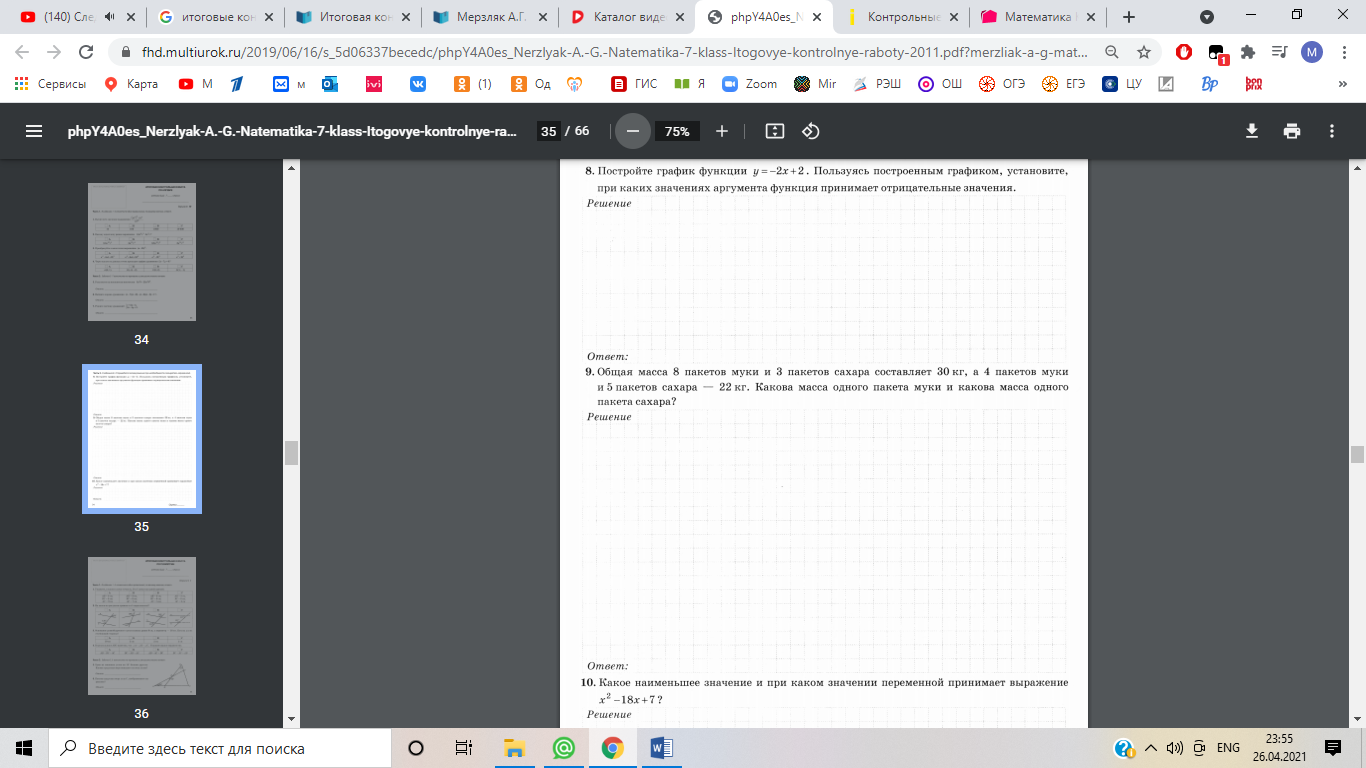 (140) Сле
итоговые кон
Итоговая кон
Мерзляк А.Г.
Каталог виде
phpY4A0es_N
Контрольные
Математика
fhd.multiurok.ru/2019/06/16/s_5d06337becedc/phpY4A0es_Nerzlyak-A.-G.-Natematika-7-klass-Itogovye-kontrolnye-raboty-2011.pdf?merzliak-a-g-mat...
M
1
Сервисы
Карта
М
м
(1)
Од
ГИС
Я
Zoom
Mir
РЭШ
ОШ
ОГЭ
ЕГЭ
ЦУ
Вр
bon prix
»
phpY4A0es_Nerzlyak-A.-G.-Natematika-7-klass-Itogovye-kontrolnye-ra...
35 / 66
75%
34
35
36
8. Постройте график функции y = –2x + 2 . Пользуясь построенным графиком, установите,
при каких значениях аргумента функция принимает отрицательные значения.
Решение
Ответ:
9. Общая масса 8 пакетов муки и 3 пакетов сахара составляет 30 кг, а 4 пакетов муки
и 5 пакетов сахара — 22 кг. Какова масса одного пакета муки и какова масса одного
пакета сахара?
Решение
Ответ:
10. Какое наименьшее значение и при каком значении переменной принимает выражение
x² –18x + 7 ?
Решение
Введите здесь текст для поиска
ENG
23:55
26.04.2021